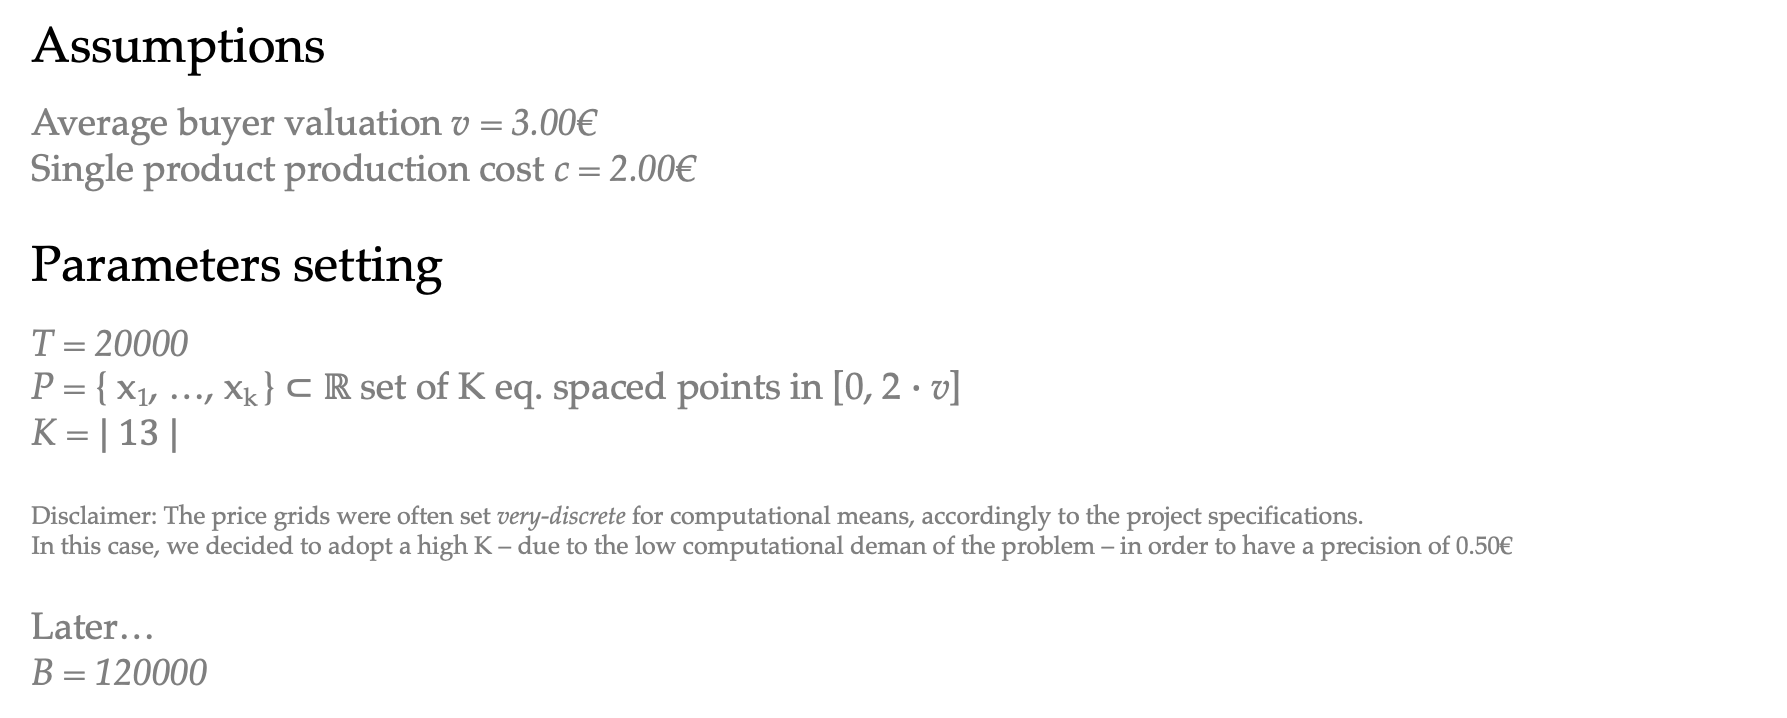 Assumptions
Average buyer valuation v = 3.00€
Single product production cost c = 2.00€
Parameters setting
T = 20000
P = { x₁, …, xₖ } ⊂ ℝ set of K eq. spaced points in [0, 2 · v]
K = | 13 |
Disclaimer: The price grids were often set very-discrete for computational means, accordingly to the project specifications.
In this case, we decided to adopt a high K – due to the low computational deman of the problem – in order to have a precision of 0.50€
Later…
B = 120000